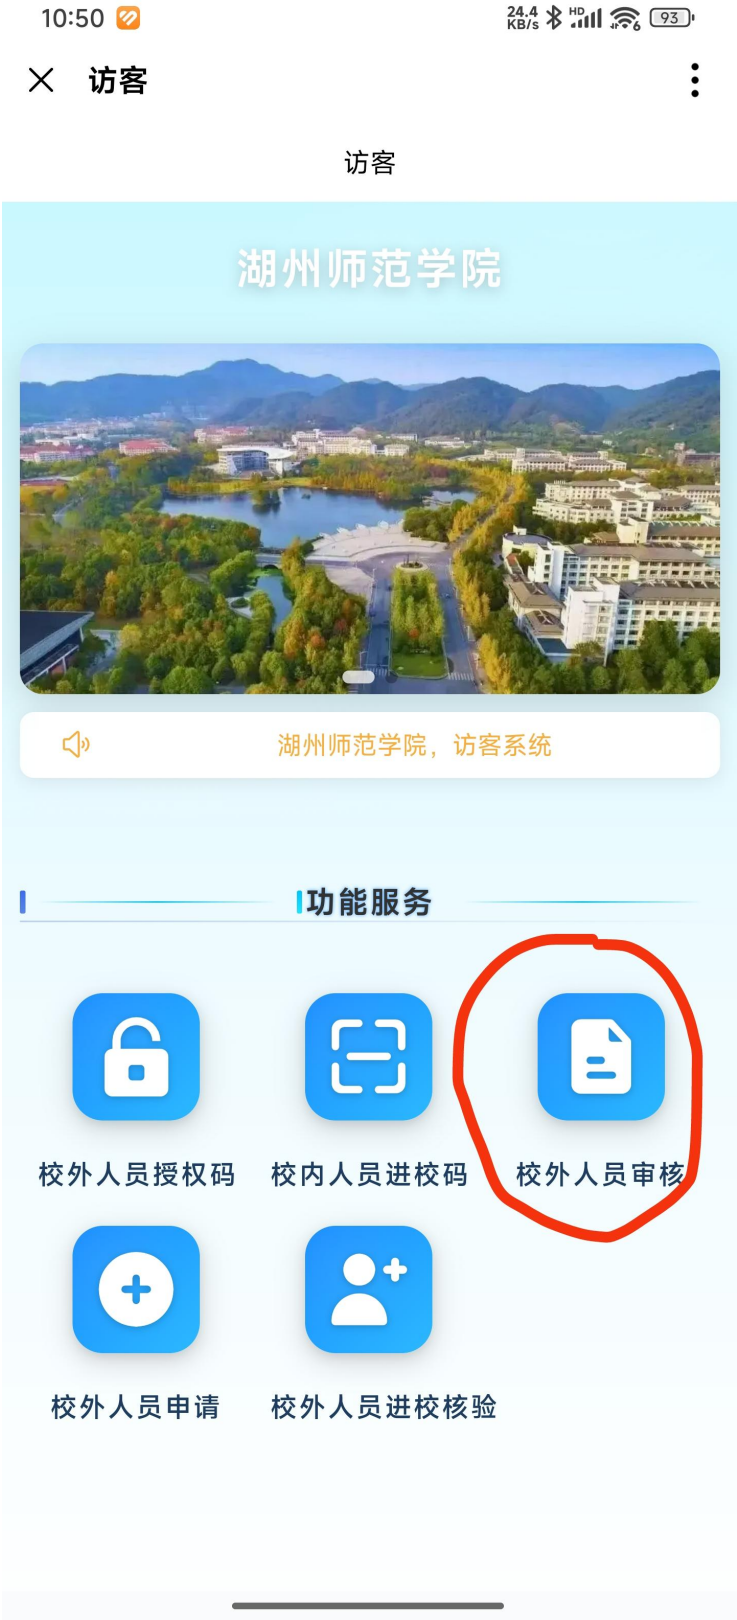 10:50
24.4
KB/s
HD
6
93
访客
访客
湖州师范学院
湖州师范学院，访客系统
功能服务
校外人员授权码
校内人员进校码
校外人员审核
校外人员申请
校外人员进校核验